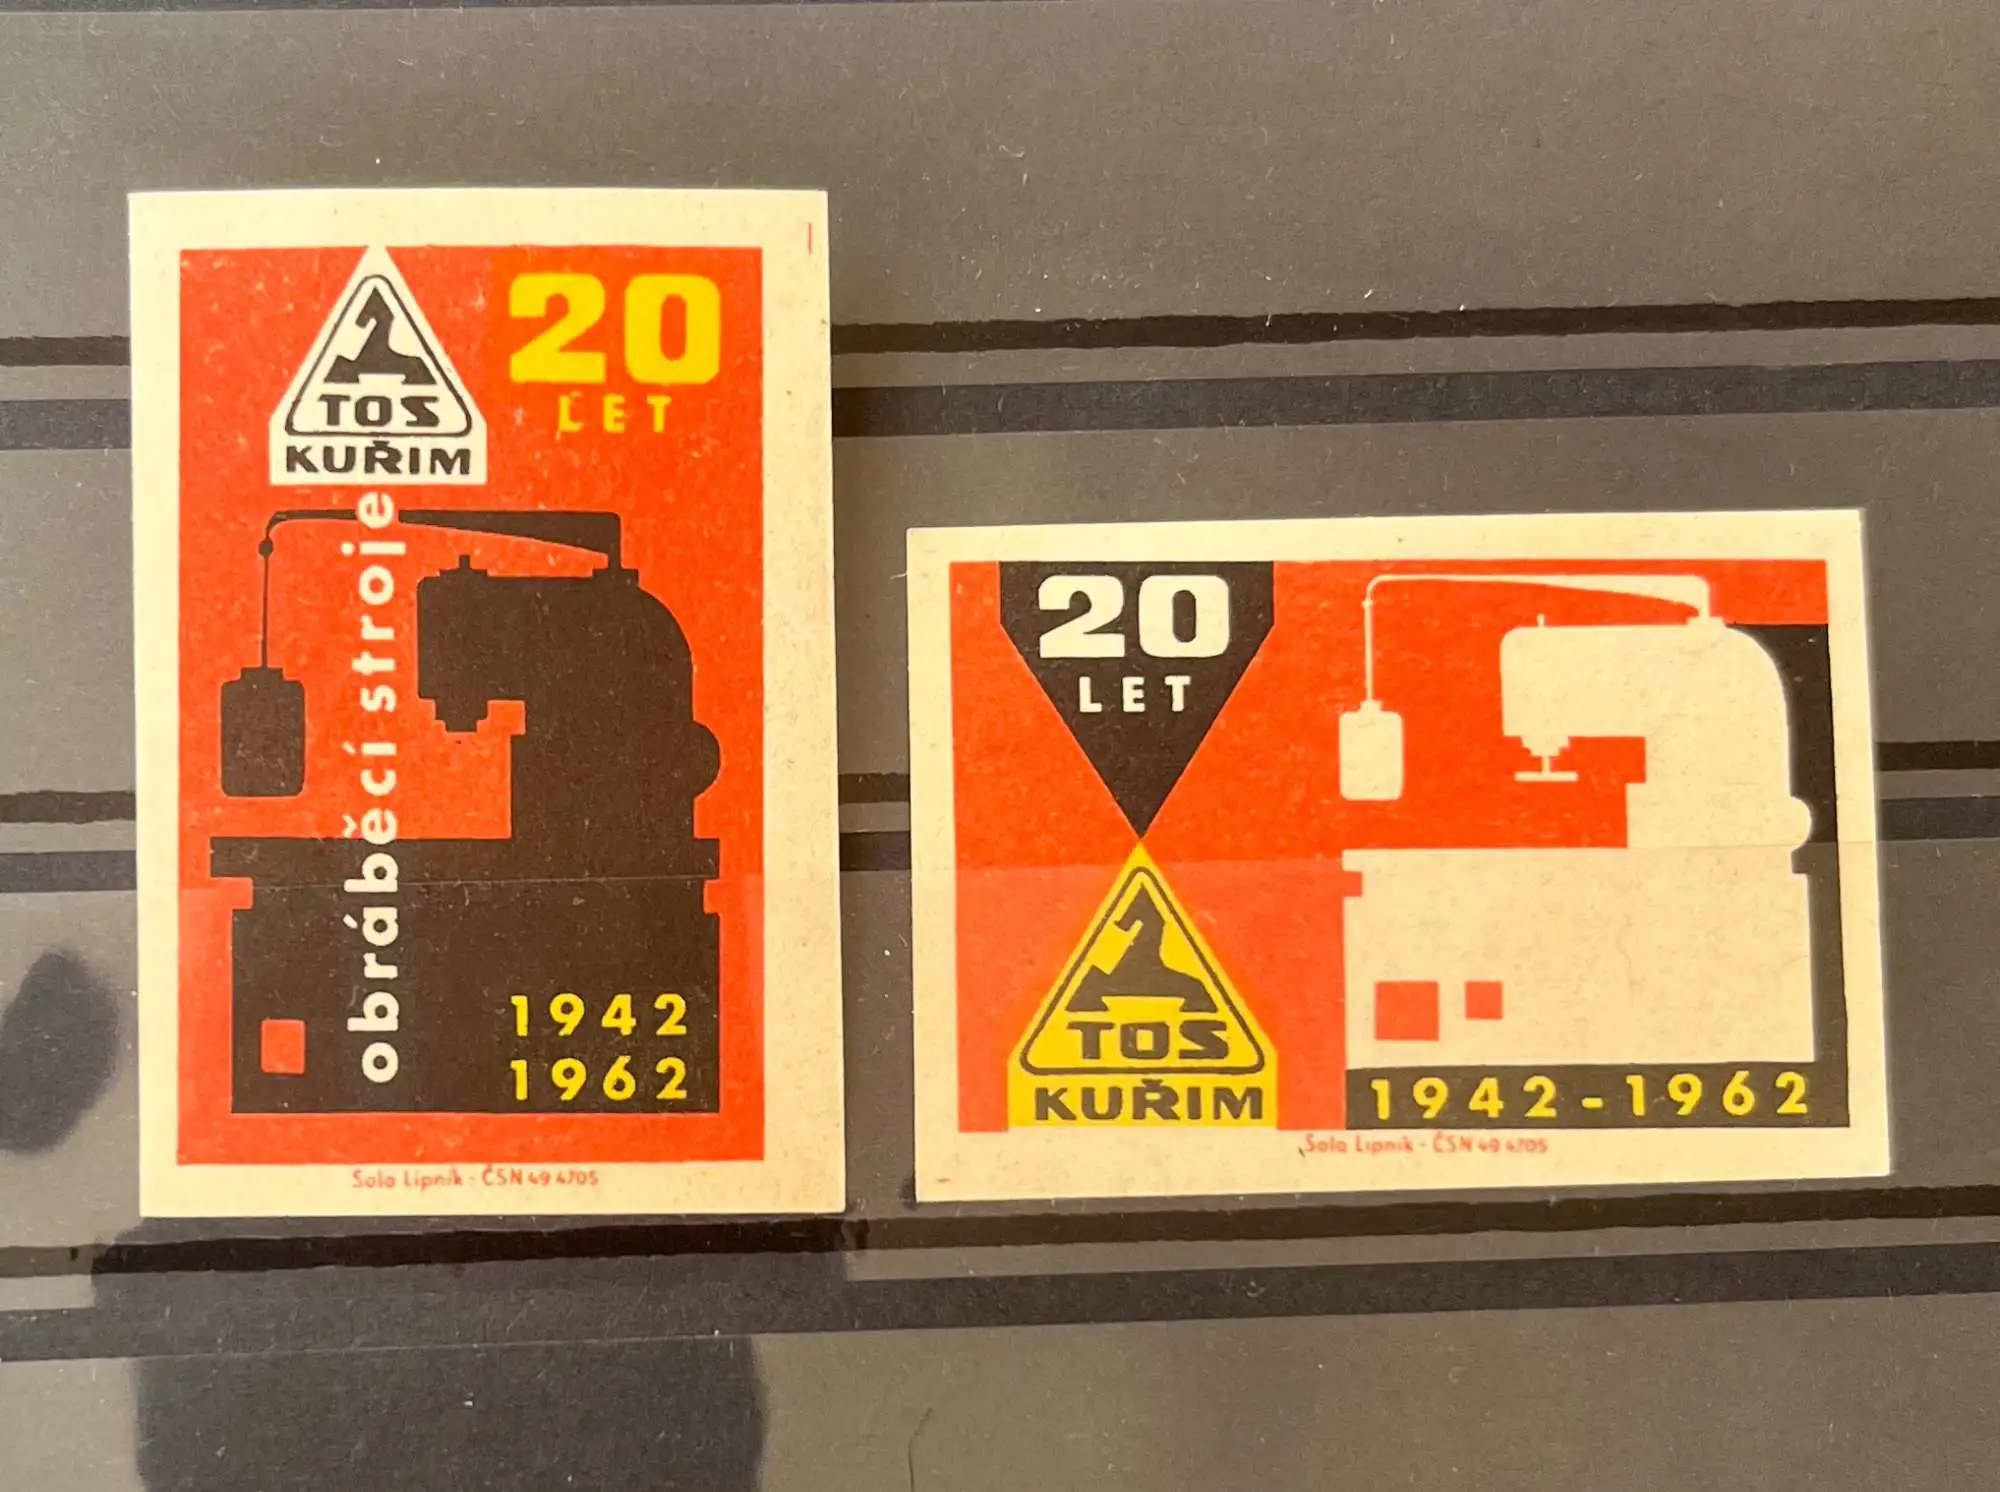 20
LET
TOS
KUŘIM
obráběcí stroje
1942
1962
Solo Lipník - ČSN 49 4705
20
LET
TOS
KUŘIM
1942-1962
Solo Lipník - ČSN 49 4705